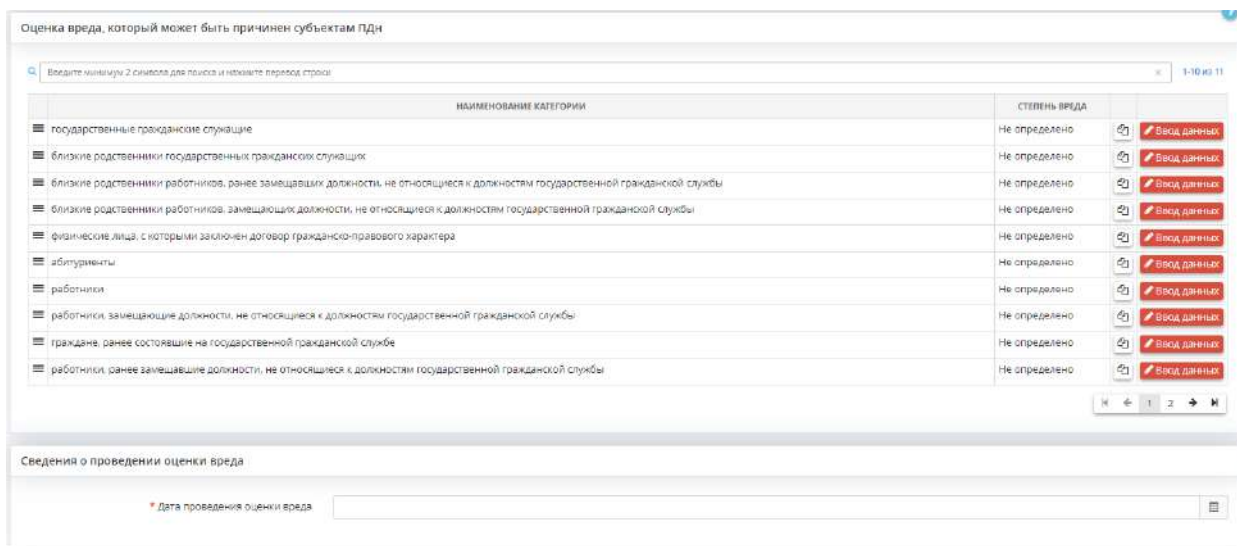 Оценка вреда, который может быть причинен субъектам ПДн
Введите минимум 2 символа для поиска и нажмите перевод строки
× 1-10 из 11
НАИМЕНОВАНИЕ КАТЕГОРИИ СТЕПЕНЬ ВРЕДА
государственные гражданские служащие Не определено Ввод данных
близкие родственники государственных гражданских служащих Не определено Ввод данных
близкие родственники работников, ранее замещавших должности, не относящиеся к должностям государственной гражданской службы Не определено Ввод данных
близкие родственники работников, замещающих должности, не относящиеся к должностям государственной гражданской службы Не определено Ввод данных
физические лица, с которыми заключен договор гражданско-правового характера Не определено Ввод данных
абитуриенты Не определено Ввод данных
работники Не определено Ввод данных
работники, замещающие должности, не относящиеся к должностям государственной гражданской службы Не определено Ввод данных
граждане, ранее состоявшие на государственной гражданской службе Не определено Ввод данных
работники, ранее замещавшие должности, не относящиеся к должностям государственной гражданской службы Не определено Ввод данных
1 2
Сведения о проведении оценки вреда
* Дата проведения оценки вреда